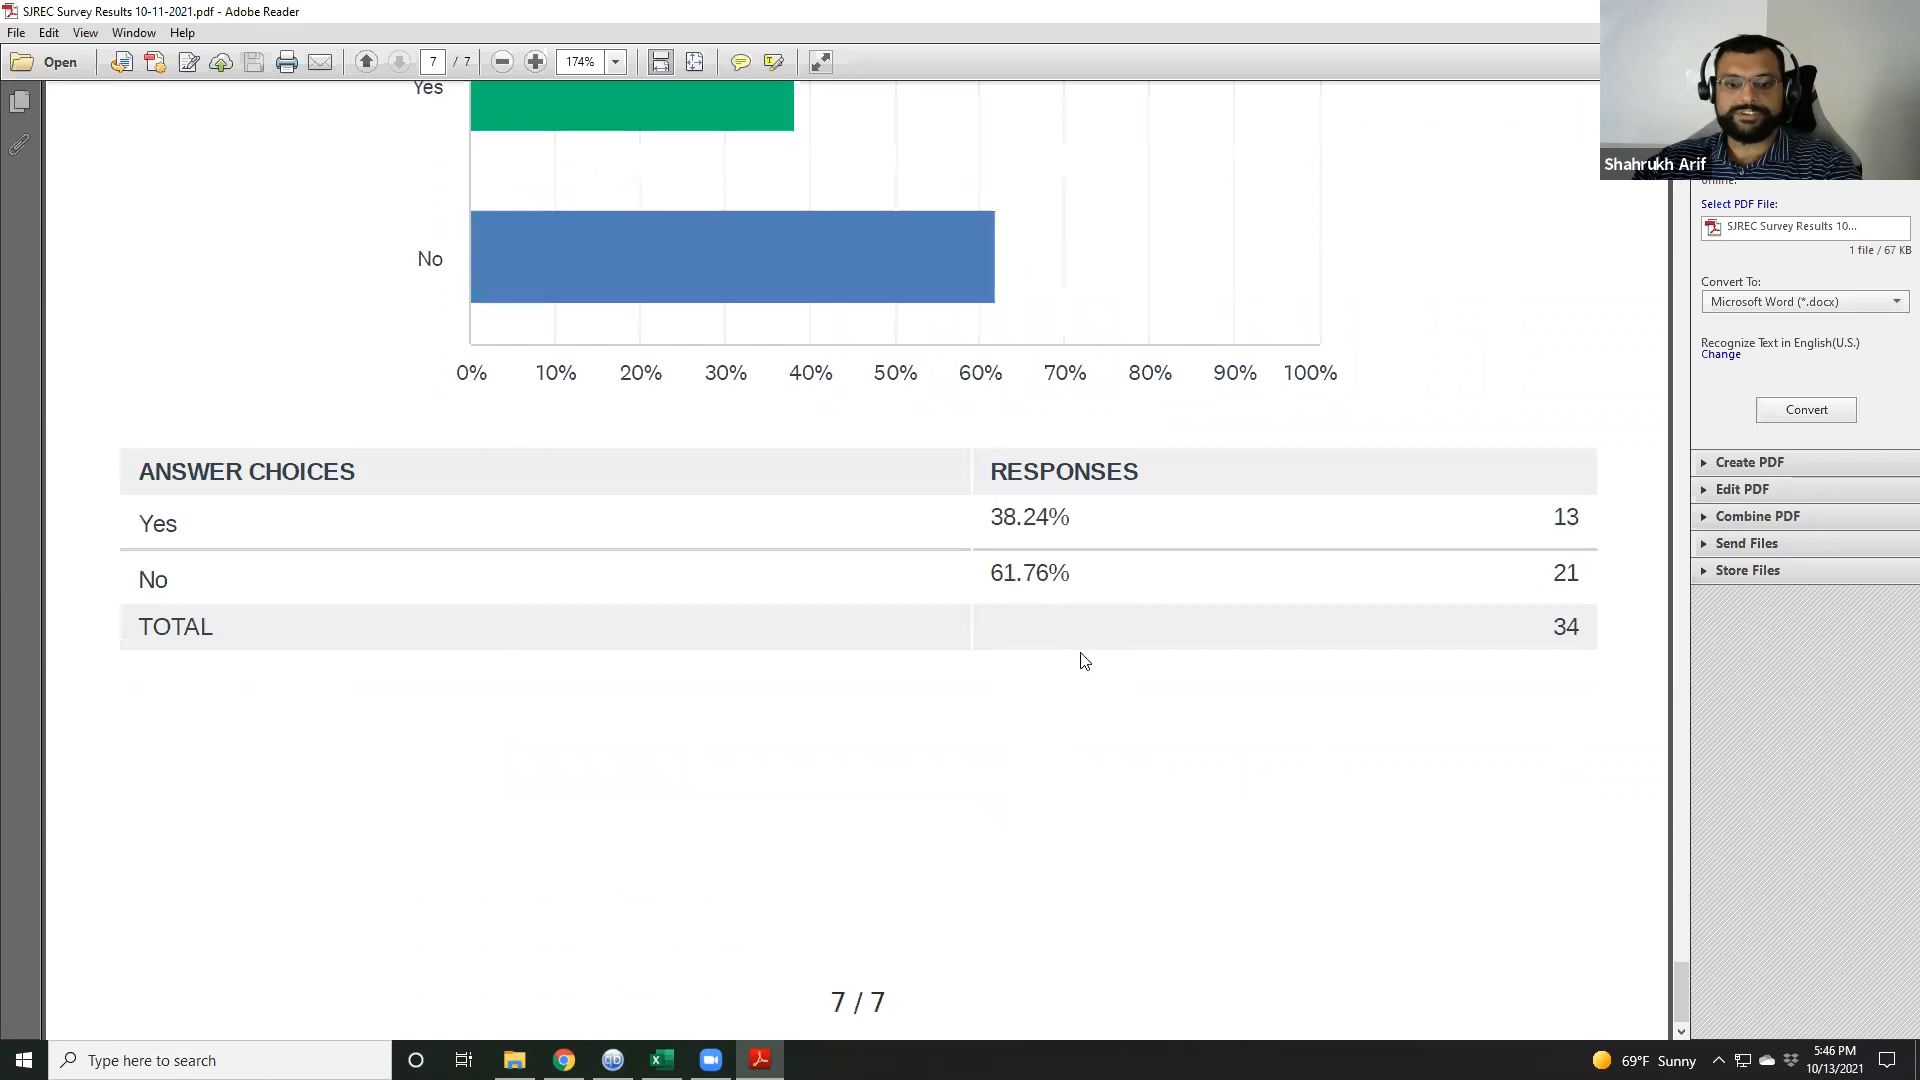 SJREC Survey Results 10-11-2021.pdf - Adobe Reader
File Edit View Window Help
Open 7 / 7 174%
Shahrukh Arif
Yes
No
0% 10% 20% 30% 40% 50% 60% 70% 80% 90% 100%
ANSWER CHOICES RESPONSES
Yes 38.24% 13
No 61.76% 21
TOTAL 34
7 / 7
online.
Select PDF File:
SJREC Survey Results 10...
1 file / 67 KB
Convert To:
Microsoft Word (*.docx)
Recognize Text in English(U.S.)
Change
Convert
Create PDF
Edit PDF
Combine PDF
Send Files
Store Files
Type here to search
qb
69°F Sunny
5:46 PM
10/13/2021